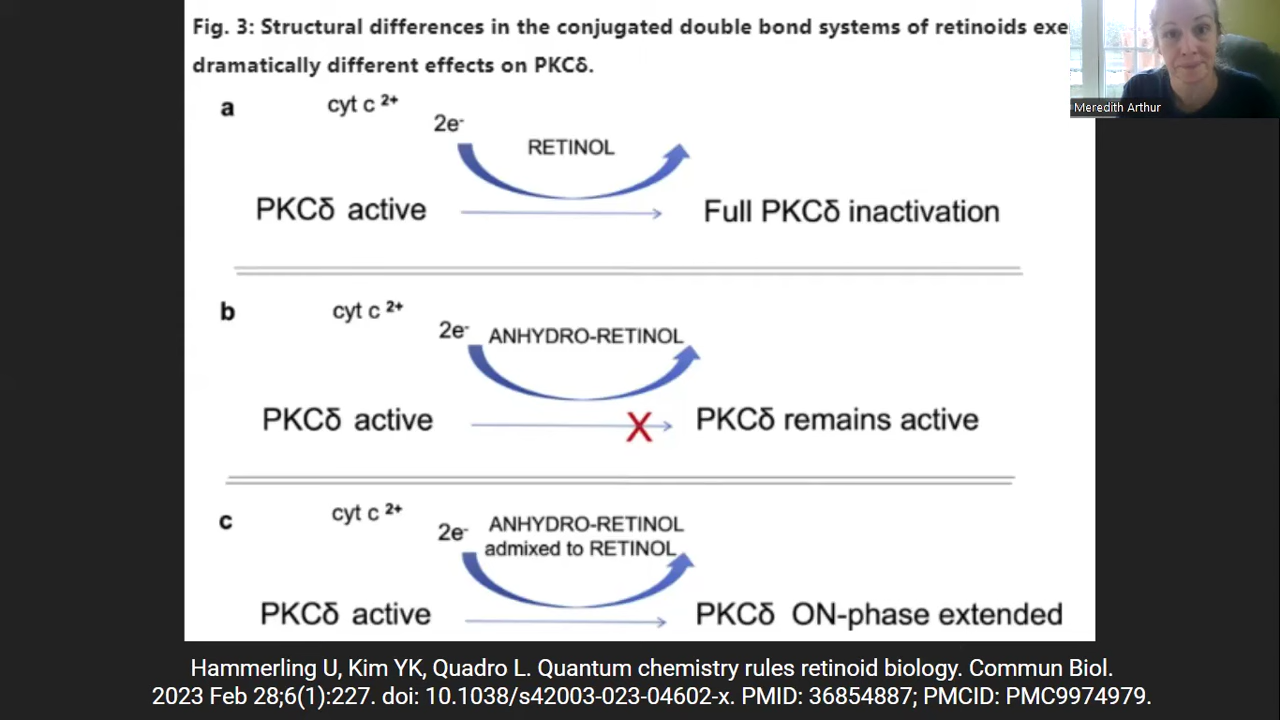 Fig. 3: Structural differences in the conjugated double bond systems of retinoids exe
dramatically different effects on PKCδ.
Meredith Arthur
a
cyt c 2+
2e-
RETINOL
PKCδ active
Full PKCδ inactivation
b
cyt c 2+
2e-
ANHYDRO-RETINOL
PKCδ active
X
PKCδ remains active
c
cyt c 2+
2e-
ANHYDRO-RETINOL
admixed to RETINOL
PKCδ active
PKCδ ON-phase extended
Hammerling U, Kim YK, Quadro L. Quantum chemistry rules retinoid biology. Commun Biol.
2023 Feb 28;6(1):227. doi: 10.1038/s42003-023-04602-x. PMID: 36854887; PMCID: PMC9974979.